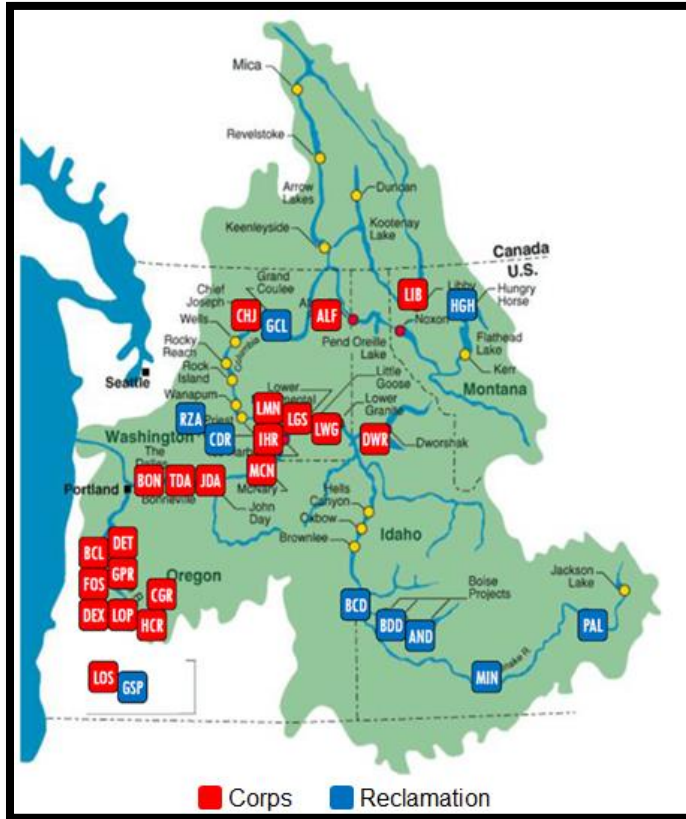 Mica
Revelstoke
Arrow
Lakes
Duncan
Keenleyside
Kootenay
Lake
Canada
U.S.
Grand
Coulee
Chief
Joseph
CHJ
GCL
ALF
LIB
Libby
HGH
Hungry
Horse
Wells
Columbia
Noxon
Pend Oreille
Lake
Flathead
Lake
Kerr
Rocky
Reach
Rock
Island
Seattle
Little
Goose
Montana
Wanapum
Lower
LMN
LGS
Lower
Granite
RZA
Priest
LWG
Washington
CDR
IHR
DWR
Dworshak
The
Dalles
MCN
McNary
Portland
BON
TDA
JDA
Bonneville
John
Day
Hells
Canyon
Oxbow
Brownlee
Idaho
BCL
DET
FOS
GPR
Oregon
CGR
DEX
LOP
HCR
Jackson
Lake
Boise
Projects
BCD
BDD
AND
PAL
MIN
LOS
GSP
Corps
Reclamation